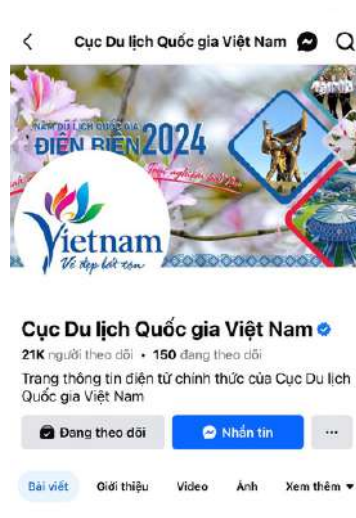 Cục Du lịch Quốc gia Việt Nam
NĂM DU LỊCH QUỐC GIA
ĐIỆN BIÊN 2024
Vietnam
Vẻ đẹp bất tận
Cục Du lịch Quốc gia Việt Nam
21K người theo dõi • 150 đang theo dõi
Trang thông tin điện tử chính thức của Cục Du lịch
Quốc gia Việt Nam
Đang theo dõi
Nhắn tin
Bài viết Giới thiệu Video Ảnh Xem thêm